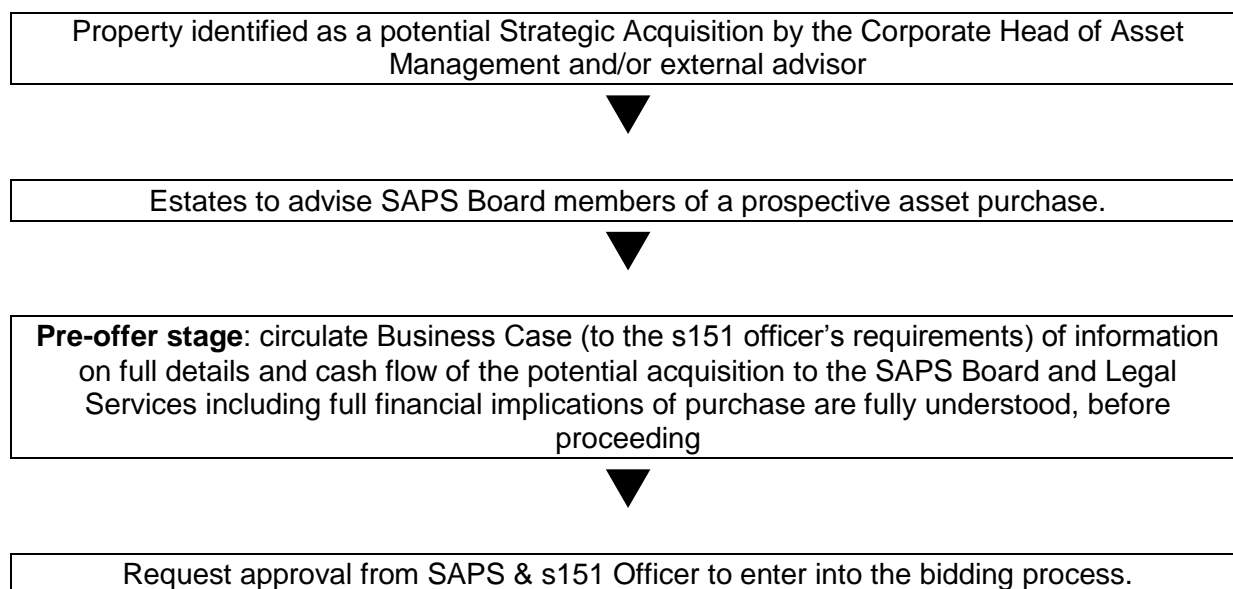 Property identified as a potential Strategic Acquisition by the Corporate Head of Asset
Management and/or external advisor
Estates to advise SAPS Board members of a prospective asset purchase.
Pre-offer stage: circulate Business Case (to the s151 officer’s requirements) of information
on full details and cash flow of the potential acquisition to the SAPS Board and Legal
Services including full financial implications of purchase are fully understood, before
proceeding
Request approval from SAPS & s151 Officer to enter into the bidding process.